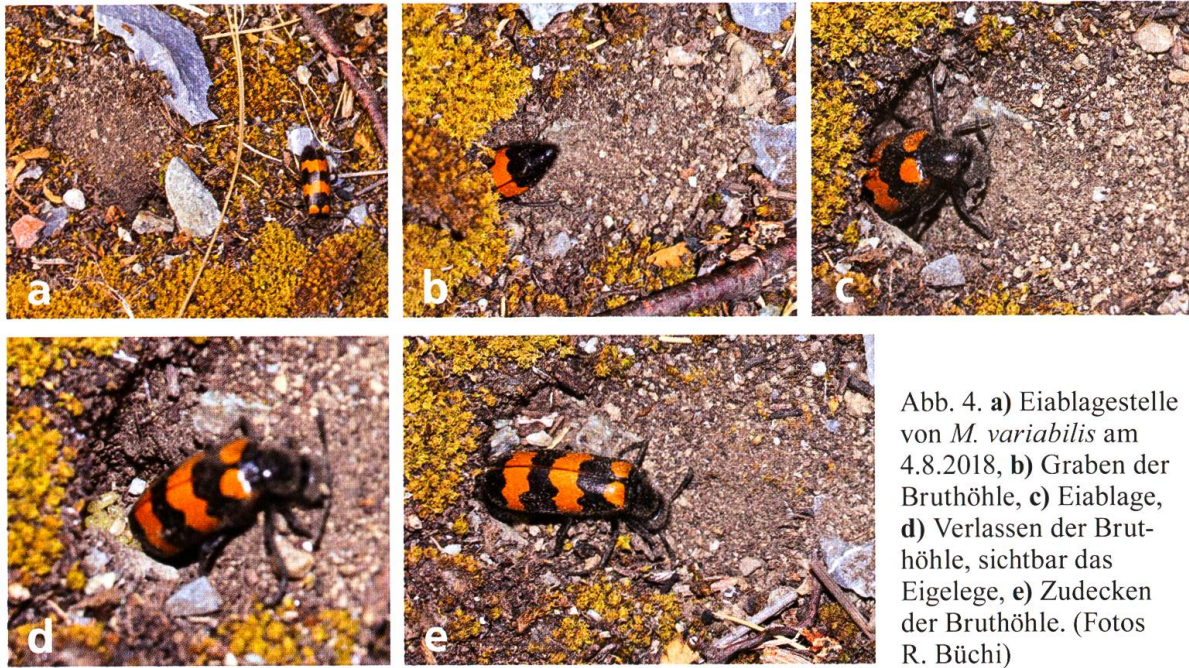 a
b
c
d
e
Abb. 4. a) Eiablagestelle
von M. variabilis am
4.8.2018, b) Graben der
Bruthöhle, c) Eiablage,
d) Verlassen der Brut-
höhle, sichtbar das
Eigelege, e) Zudecken
der Bruthöhle. (Fotos
R. Büchi)